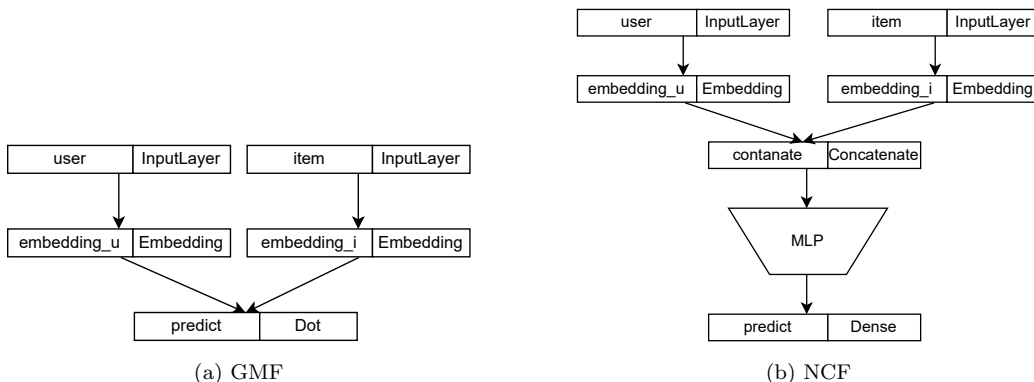 user InputLayer item InputLayer
embedding_u Embedding embedding_i Embedding
predict Dot
(a) GMF
user InputLayer item InputLayer
embedding_u Embedding embedding_i Embedding
contanate Concatenate
MLP
predict Dense
(b) NCF